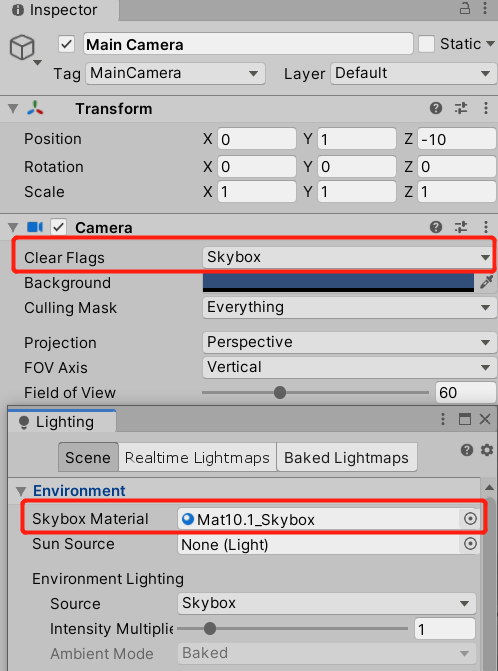 Inspector
Main Camera
Static
Tag MainCamera Layer Default
Transform
Position X 0 Y 1 Z -10
Rotation X 0 Y 0 Z 0
Scale X 1 Y 1 Z 1
Camera
Clear Flags Skybox
Background
Culling Mask Everything
Projection Perspective
FOV Axis Vertical
Field of View 60
Lighting
Scene Realtime Lightmaps Baked Lightmaps
Environment
Skybox Material Mat10.1_Skybox
Sun Source None (Light)
Environment Lighting
Source Skybox
Intensity Multiplie 1
Ambient Mode Baked